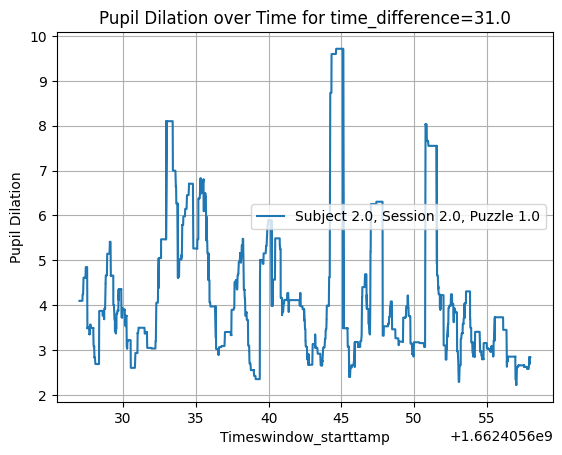 Pupil Dilation over Time for time_difference=31.0
10
9
8
7
6
5
4
3
2
Pupil Dilation
Subject 2.0, Session 2.0, Puzzle 1.0
30 35 40 45 50 55
Timeswindow_starttamp
+1.6624056e9